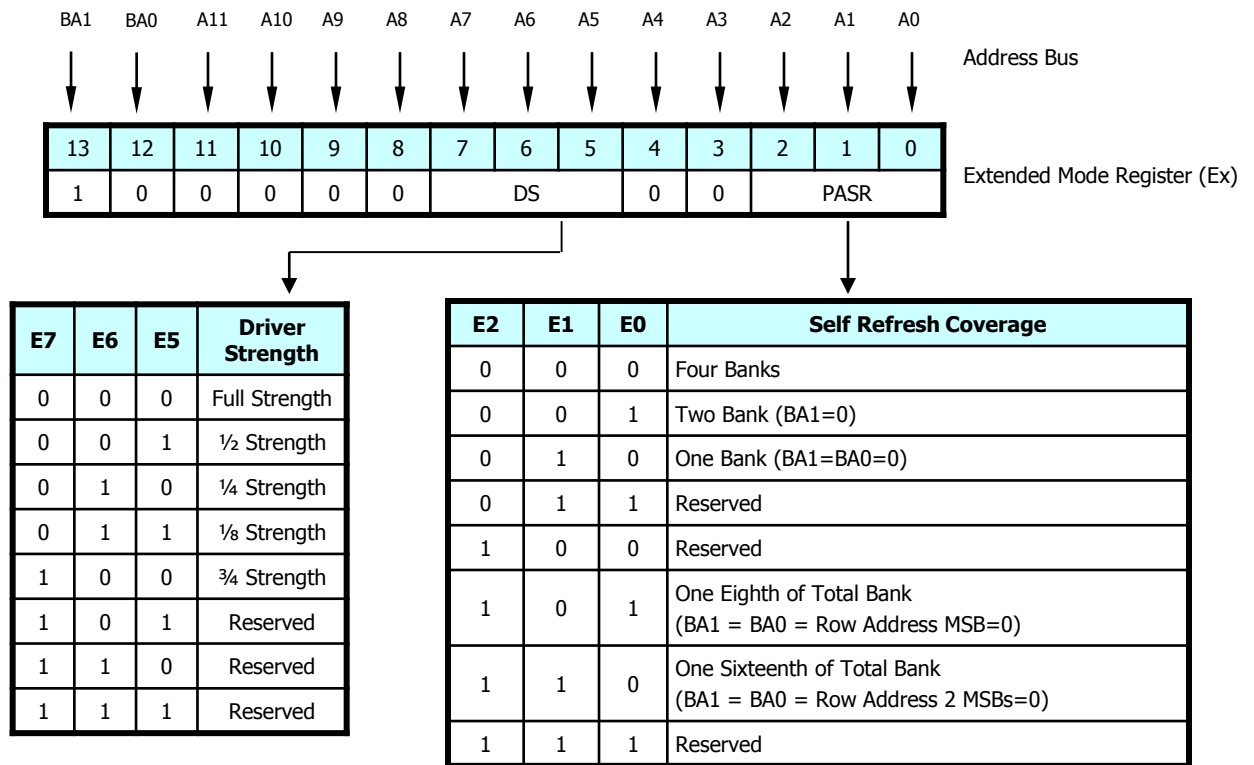 BA1 BA0 A11 A10 A9 A8 A7 A6 A5 A4 A3 A2 A1 A0
Address Bus
13 12 11 10 9 8 7 6 5 4 3 2 1 0
1 0 0 0 0 0 DS 0 0 PASR
Extended Mode Register (Ex)
E7 E6 E5 Driver Strength
0 0 0 Full Strength
0 0 1 ½ Strength
0 1 0 ¼ Strength
0 1 1 ⅛ Strength
1 0 0 ¾ Strength
1 0 1 Reserved
1 1 0 Reserved
1 1 1 Reserved
E2 E1 E0 Self Refresh Coverage
0 0 0 Four Banks
0 0 1 Two Bank (BA1=0)
0 1 0 One Bank (BA1=BA0=0)
0 1 1 Reserved
1 0 0 Reserved
1 0 1 One Eighth of Total Bank
(BA1 = BA0 = Row Address MSB=0)
1 1 0 One Sixteenth of Total Bank
(BA1 = BA0 = Row Address 2 MSBs=0)
1 1 1 Reserved